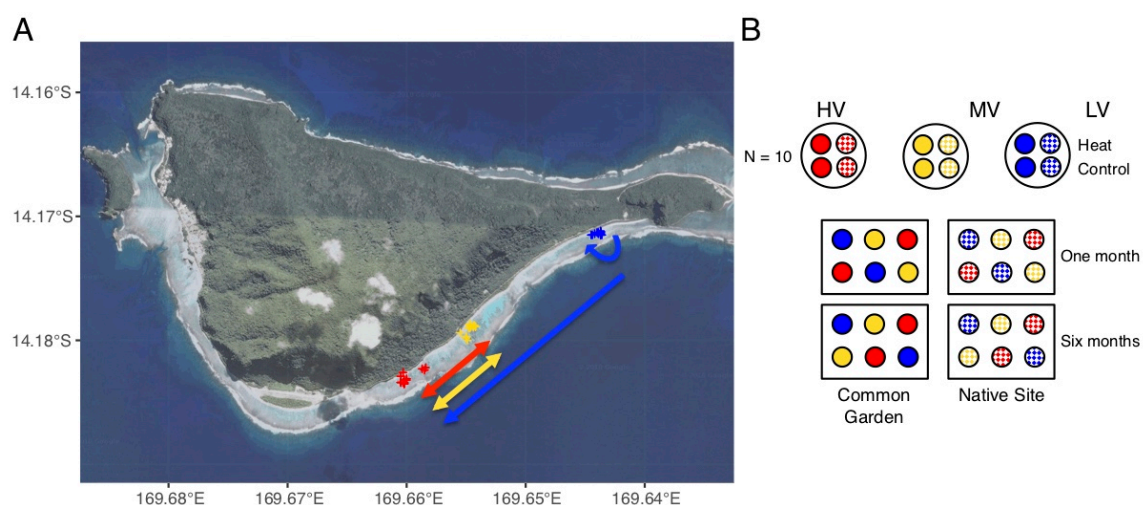 A
14.16°S
14.17°S
14.18°S
169.68°E
169.67°E
169.66°E
169.65°E
169.64°E
B
HV
MV
LV
N = 10
Heat
Control
One month
Six months
Common
Garden
Native Site